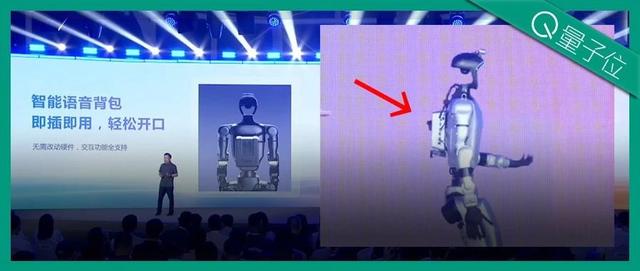 智能语音背包
即插即用，轻松开口
无需改动硬件，交互功能全支持
量子位